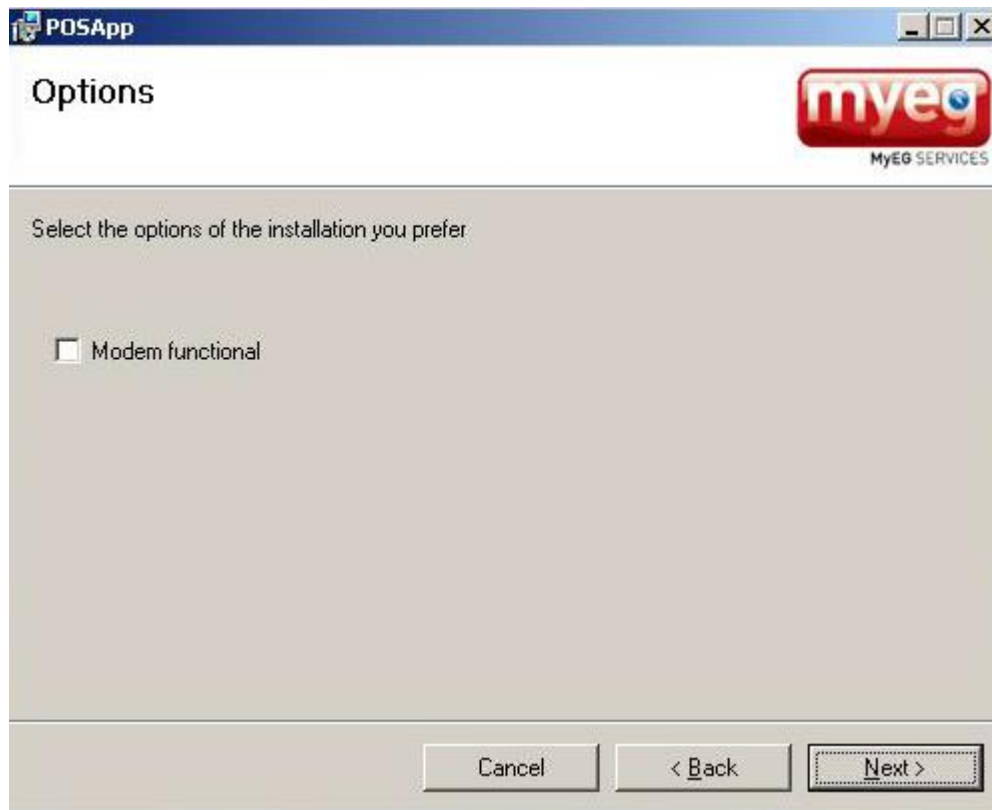 POSApp
Options
myeg
MyEG SERVICES
Select the options of the installation you prefer
Modem functional
Cancel
< Back
Next >